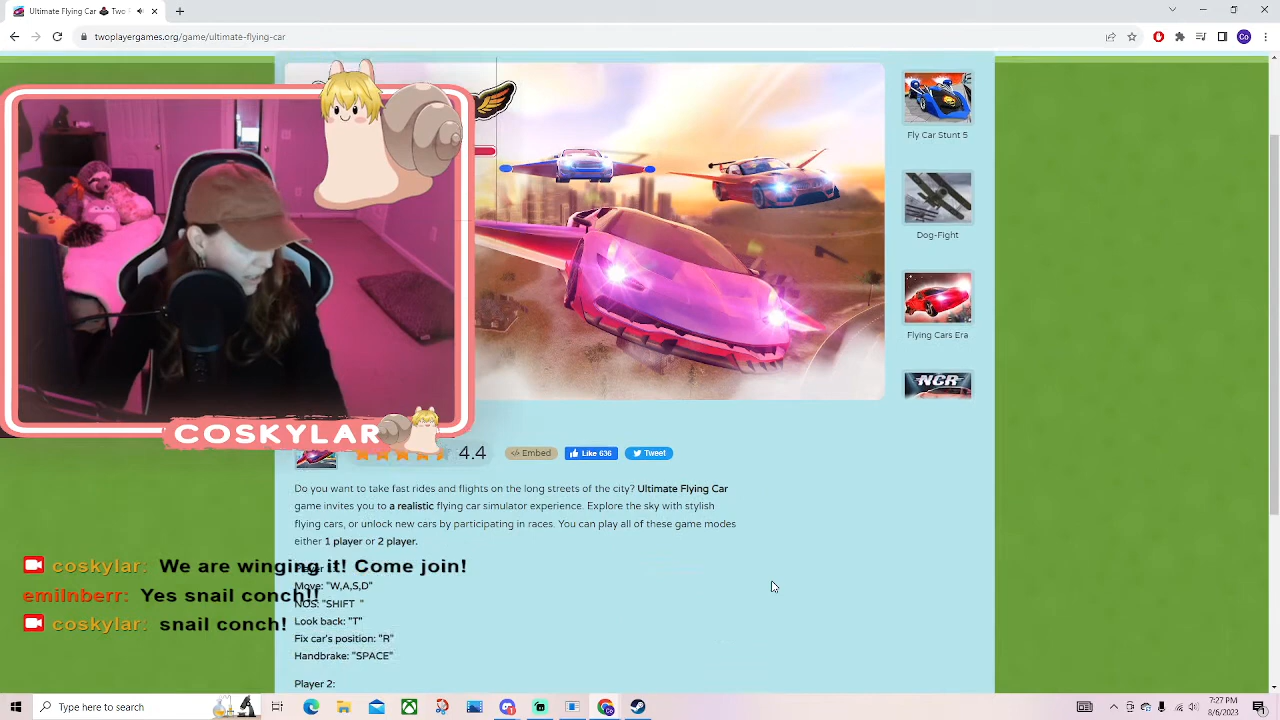 Ultimate Flying Car
Two
twoplayergames.org/game/ultimate-flying-car
Co
Fly Car Stunt 5
Dog-Fight
Flying Cars Era
NCR
COSKYLAR
4.4
</> Embed
Like 636
Tweet
Do you want to take fast rides and flights on the long streets of the city? Ultimate Flying Car
game invites you to a realistic flying car simulator experience. Explore the sky with stylish
flying cars, or unlock new cars by participating in races. You can play all of these game modes
either 1 player or 2 player.
coskylar: We are winging it! Come join!
Move: "W,A,S,D"
emilnberr: Yes snail conch!!
NOS: "SHIFT "
coskylar: snail conch!
Look back: "T"
Fix car's position: "R"
Handbrake: "SPACE"
Player 2:
Type here to search
7:27 PM
8/6/2023